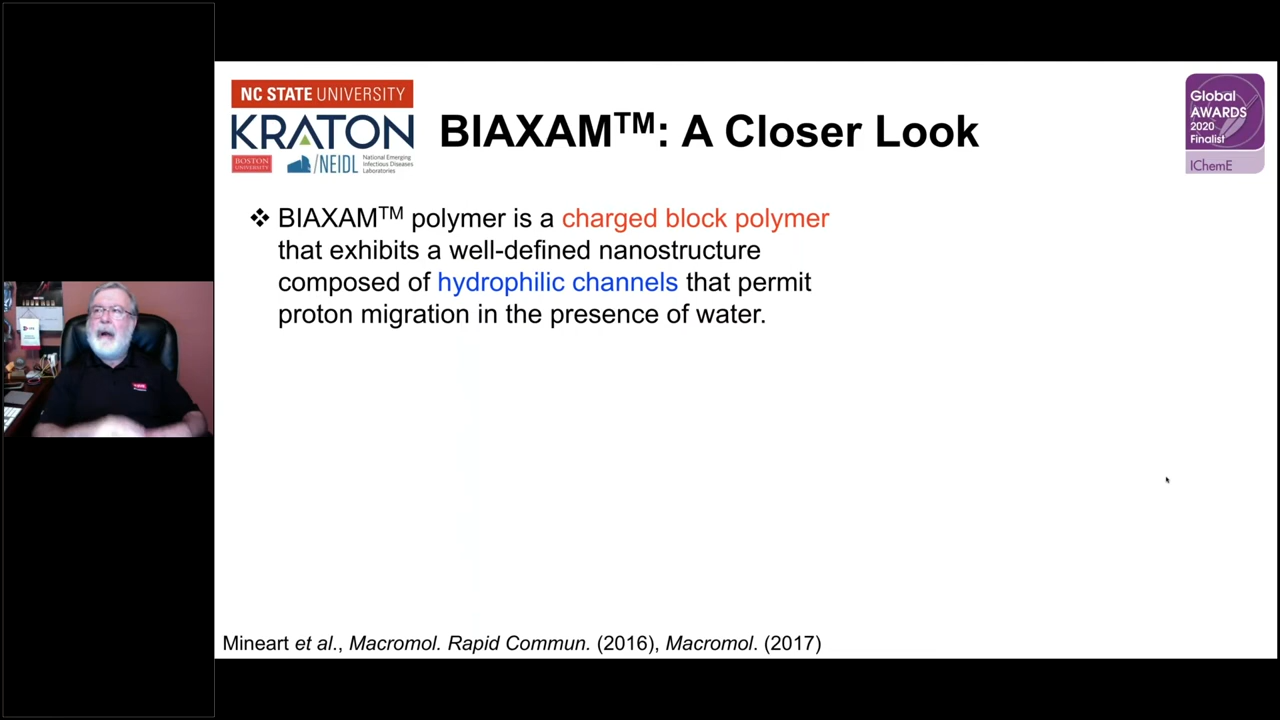 NC STATE UNIVERSITY
KRATON
BOSTON
UNIVERSITY
NEIDL
National Emerging
Infectious Diseases
Laboratories
BIAXAM™: A Closer Look
Global
AWARDS
2020
Finalist
IChemE
❖ BIAXAM™ polymer is a charged block polymer
that exhibits a well-defined nanostructure
composed of hydrophilic channels that permit
proton migration in the presence of water.
Mineart et al., Macromol. Rapid Commun. (2016), Macromol. (2017)